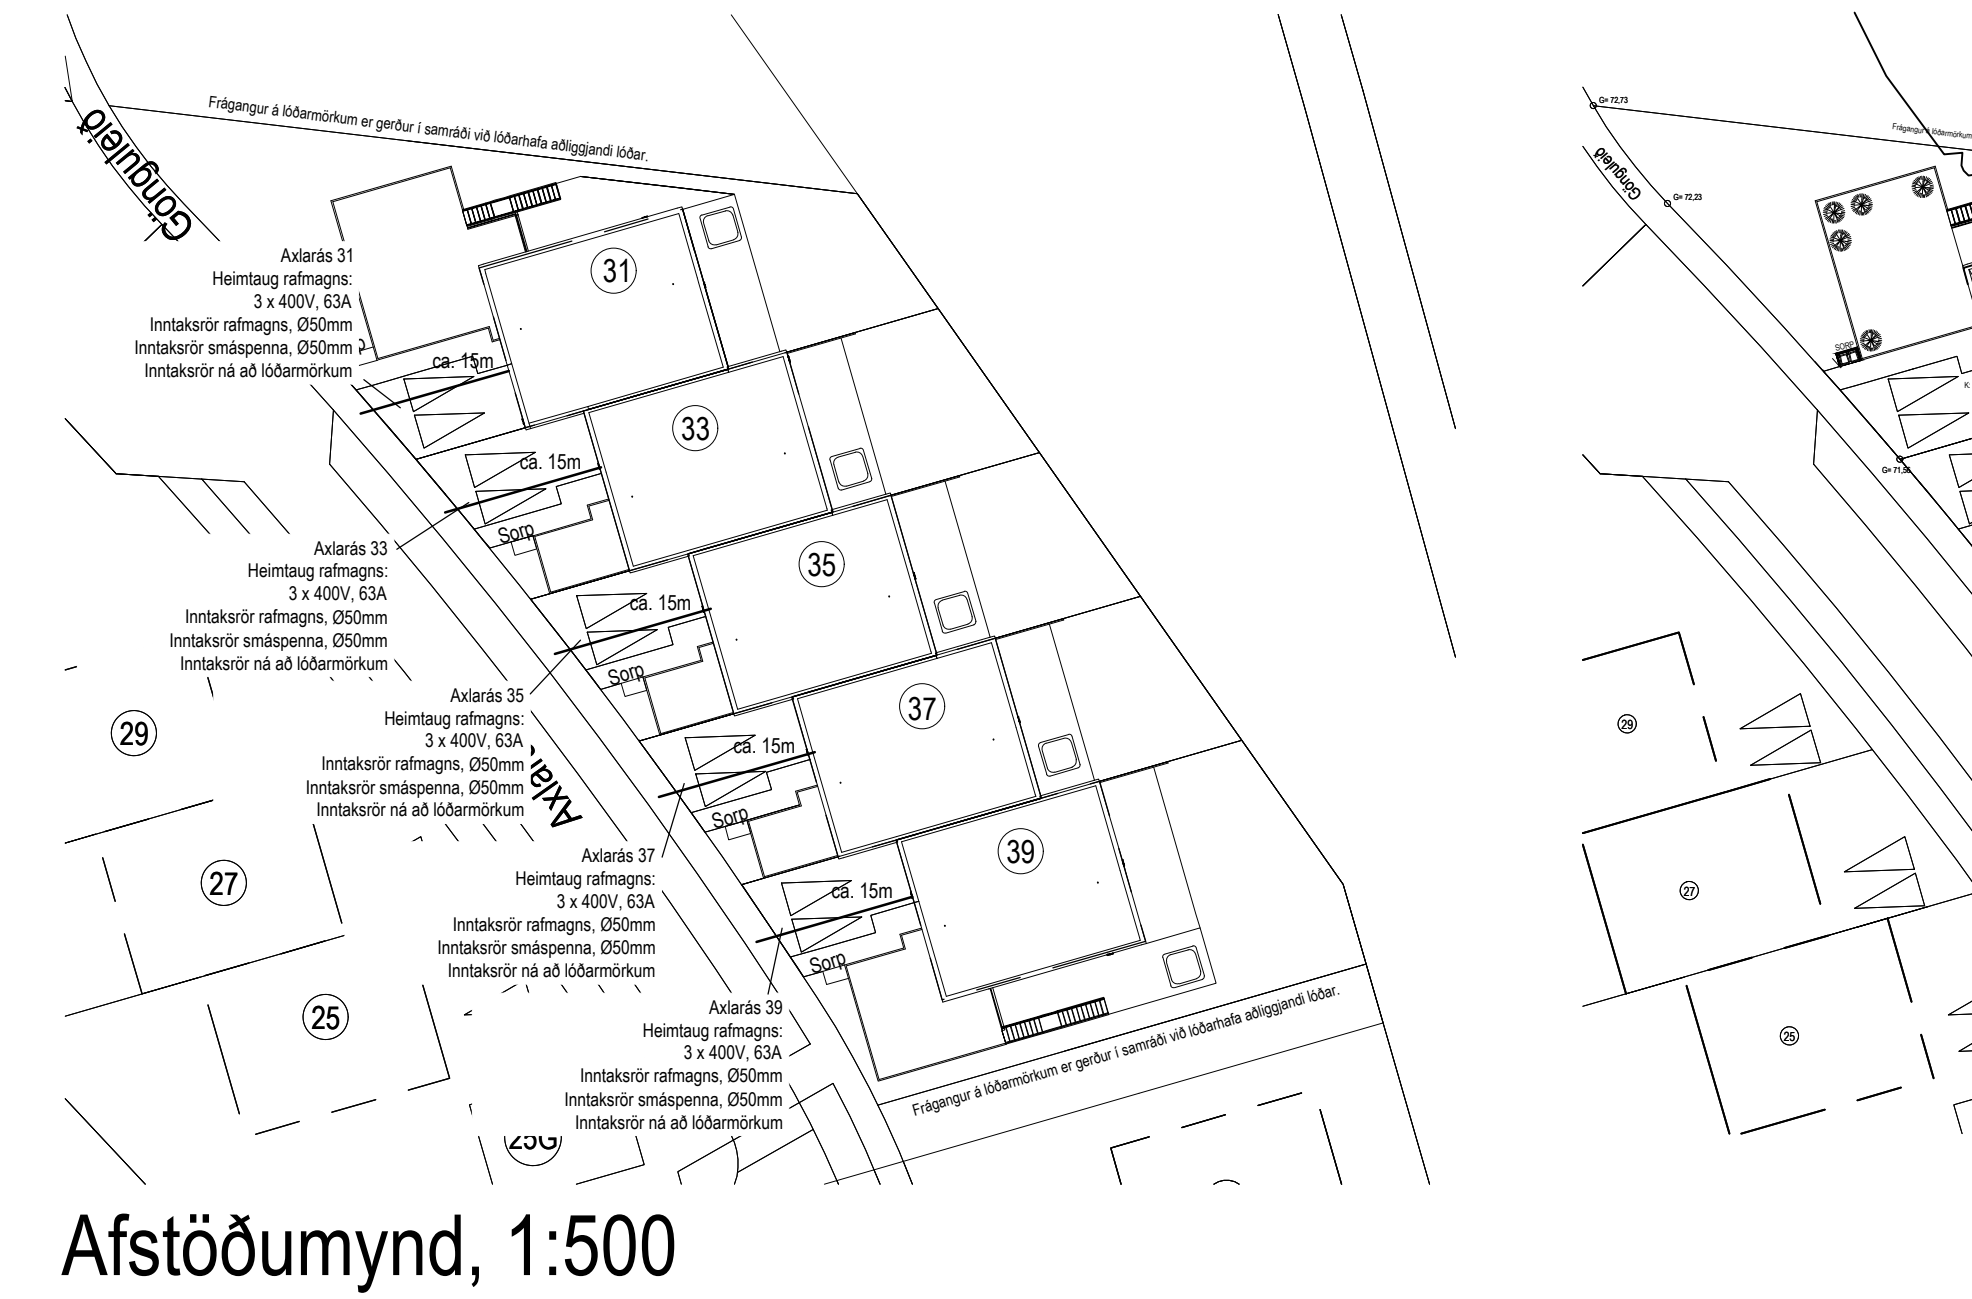 Frágangur á lóðarmörkum er gerður í samráði við lóðarhafa aðliggjandi lóðar.
Gönguleið
Axlarás 31
Heimtaug rafmagns:
3 x 400V, 63A
Inntaksrör rafmagns, Ø50mm
Inntaksrör smáspenna, Ø50mm
Inntaksrör ná að lóðarmörkum
31
ca. 15m
33
ca. 15m
Sorp
Axlarás 33
Heimtaug rafmagns:
3 x 400V, 63A
Inntaksrör rafmagns, Ø50mm
Inntaksrör smáspenna, Ø50mm
Inntaksrör ná að lóðarmörkum
35
ca. 15m
Sorp
Axlarás 35
Heimtaug rafmagns:
3 x 400V, 63A
Inntaksrör rafmagns, Ø50mm
Inntaksrör smáspenna, Ø50mm
Inntaksrör ná að lóðarmörkum
37
ca. 15m
Sorp
29
27
25
25G
Axlarás 37
Heimtaug rafmagns:
3 x 400V, 63A
Inntaksrör rafmagns, Ø50mm
Inntaksrör smáspenna, Ø50mm
Inntaksrör ná að lóðarmörkum
39
ca. 15m
Sorp
Axlarás 39
Heimtaug rafmagns:
3 x 400V, 63A
Inntaksrör rafmagns, Ø50mm
Inntaksrör smáspenna, Ø50mm
Inntaksrör ná að lóðarmörkum
Frágangur á lóðarmörkum er gerður í samráði við lóðarhafa aðliggjandi lóðar.
Afstöðumynd, 1:500
G= 72,73
Frágangur á lóðarmörkum
Gönguleið
G= 72,23
SORP
K:
G= 71,56
29
27
25